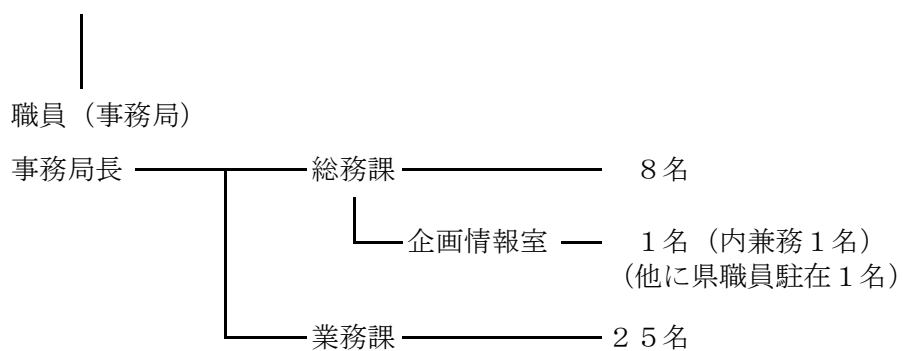 職員（事務局）
事務局長 総務課 ８名
企画情報室 １名（内兼務１名）
（他に県職員駐在１名）
業務課 ２５名